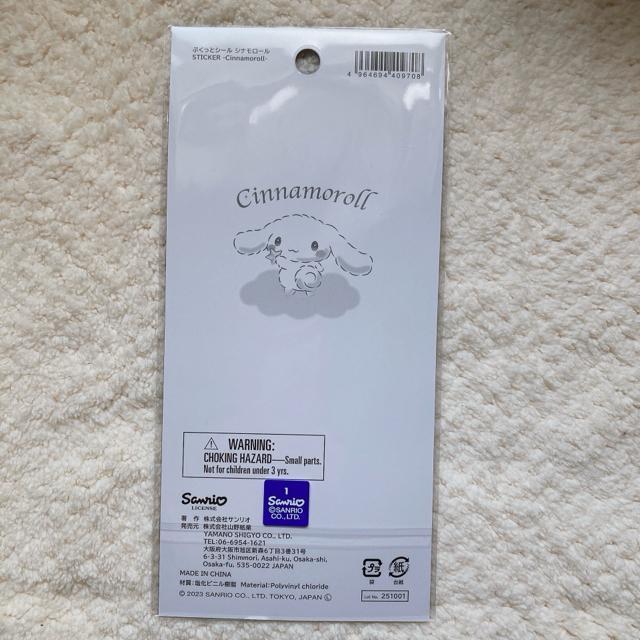 ぷくっとシール シナモロール
STICKER -Cinnamoroll-
4 964694 409708
Cinnamoroll
WARNING:
CHOKING HAZARD—Small parts.
Not for children under 3 yrs.
Sanrio
LICENSE
1
Sanrio
©SANRIO
CO., LTD.
著 作 株式会社サンリオ
発売元 株式会社山野紙業
YAMANO SHIGYO CO., LTD.
TEL:06-6954-1621
大阪府大阪市旭区新森6丁目3番31号
6-3-31 Shinmori, Asahi-ku, Osaka-shi,
Osaka-fu, 535-0022 JAPAN
MADE IN CHINA
材質:塩化ビニル樹脂 Material:Polyvinyl chloride
© 2023 SANRIO CO., LTD. TOKYO, JAPAN Ⓛ
プラ
袋
紙
台紙
Lot No. 251001